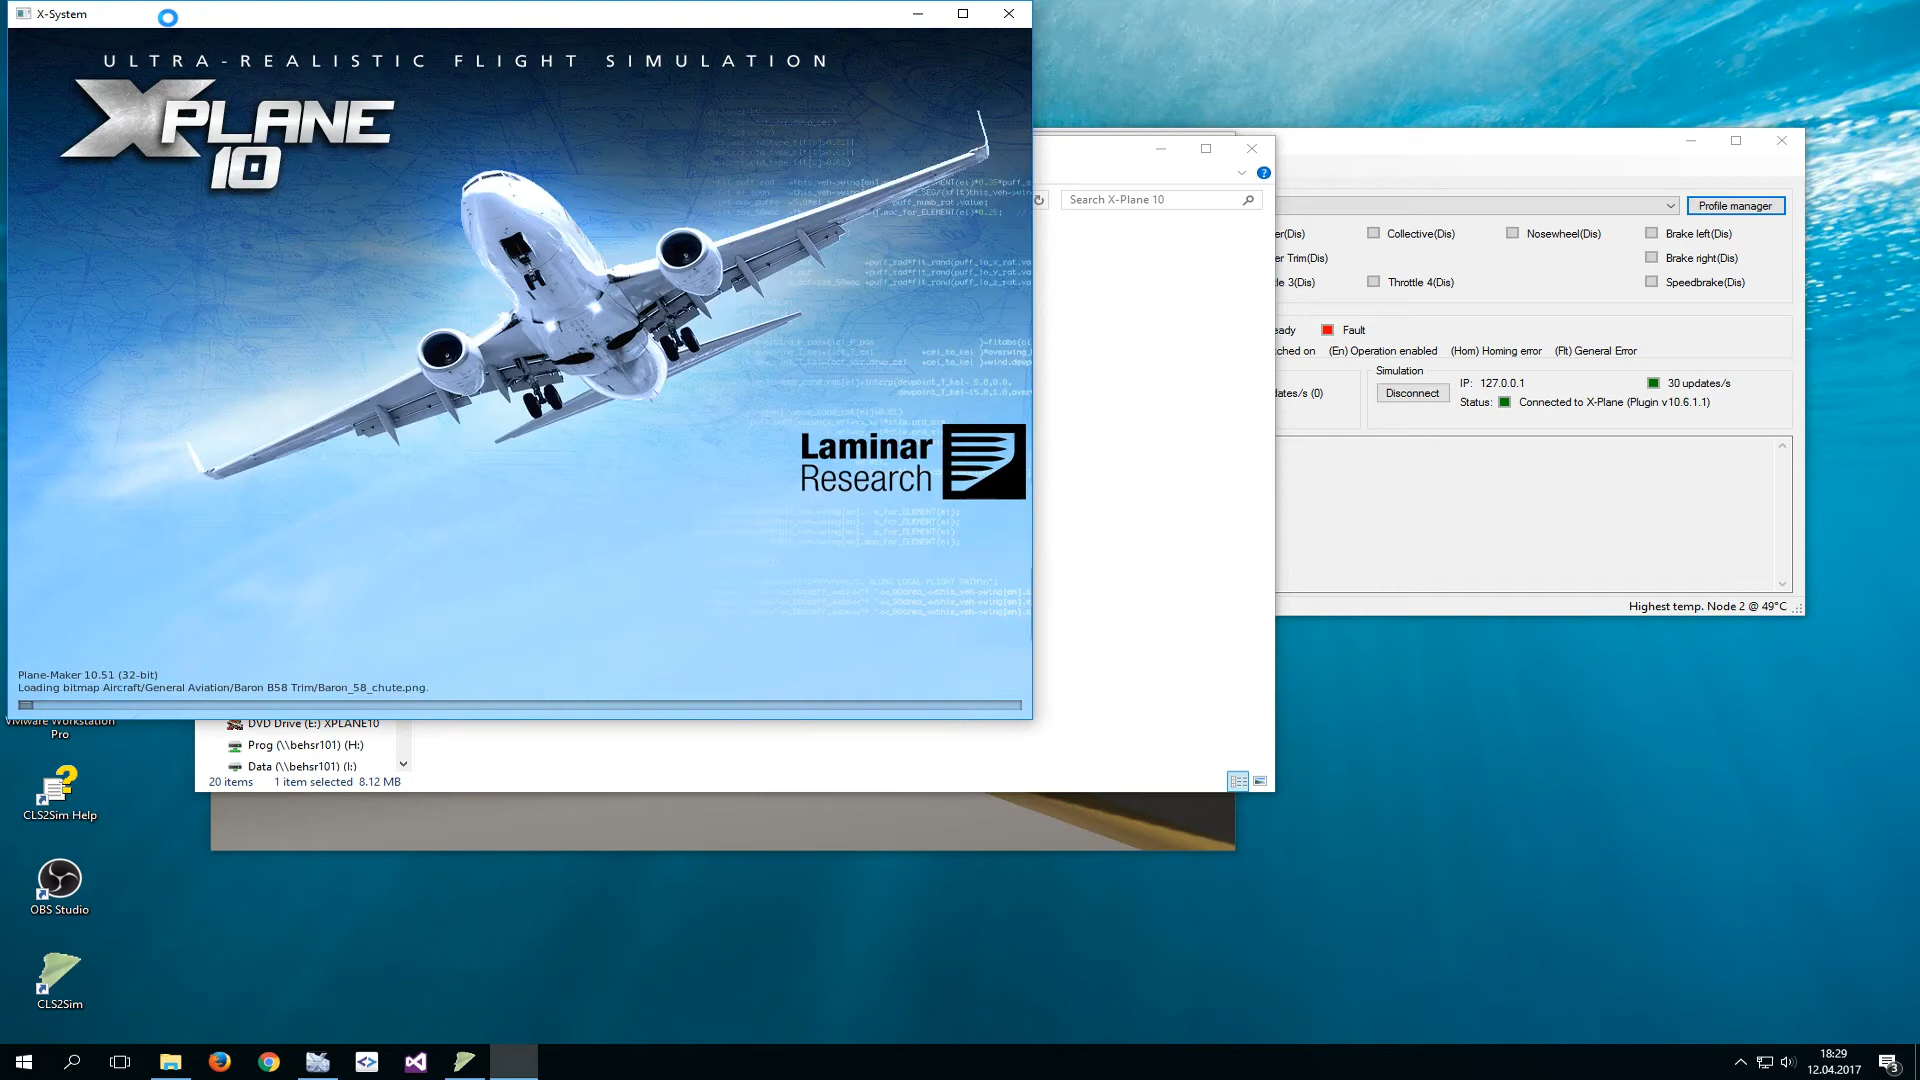 X-System
ULTRA-REALISTIC FLIGHT SIMULATION
X PLANE
10
Laminar
Research
Plane-Maker 10.51 (32-bit)
Loading bitmap Aircraft/General Aviation/Baron B58 Trim/Baron_58_chute.png.
Search X-Plane 10
DVD Drive (E:) XPLANE10
Prog (\\behsr101) (H:)
Data (\\behsr101) (I:)
20 items 1 item selected 8.12 MB
Profile manager
er(Dis) Collective(Dis) Nosewheel(Dis) Brake left(Dis)
er Trim(Dis) Brake right(Dis)
tle 3(Dis) Throttle 4(Dis) Speedbrake(Dis)
eady Fault
ched on (En) Operation enabled (Hom) Homing error (Flt) General Error
Simulation
dates/s (0) Disconnect IP: 127.0.0.1 30 updates/s
Status: Connected to X-Plane (Plugin v10.6.1.1)
Highest temp. Node 2 @ 49°C
VMware Workstation
Pro
CLS2Sim Help
OBS Studio
CLS2Sim
18:29
12.04.2017
3